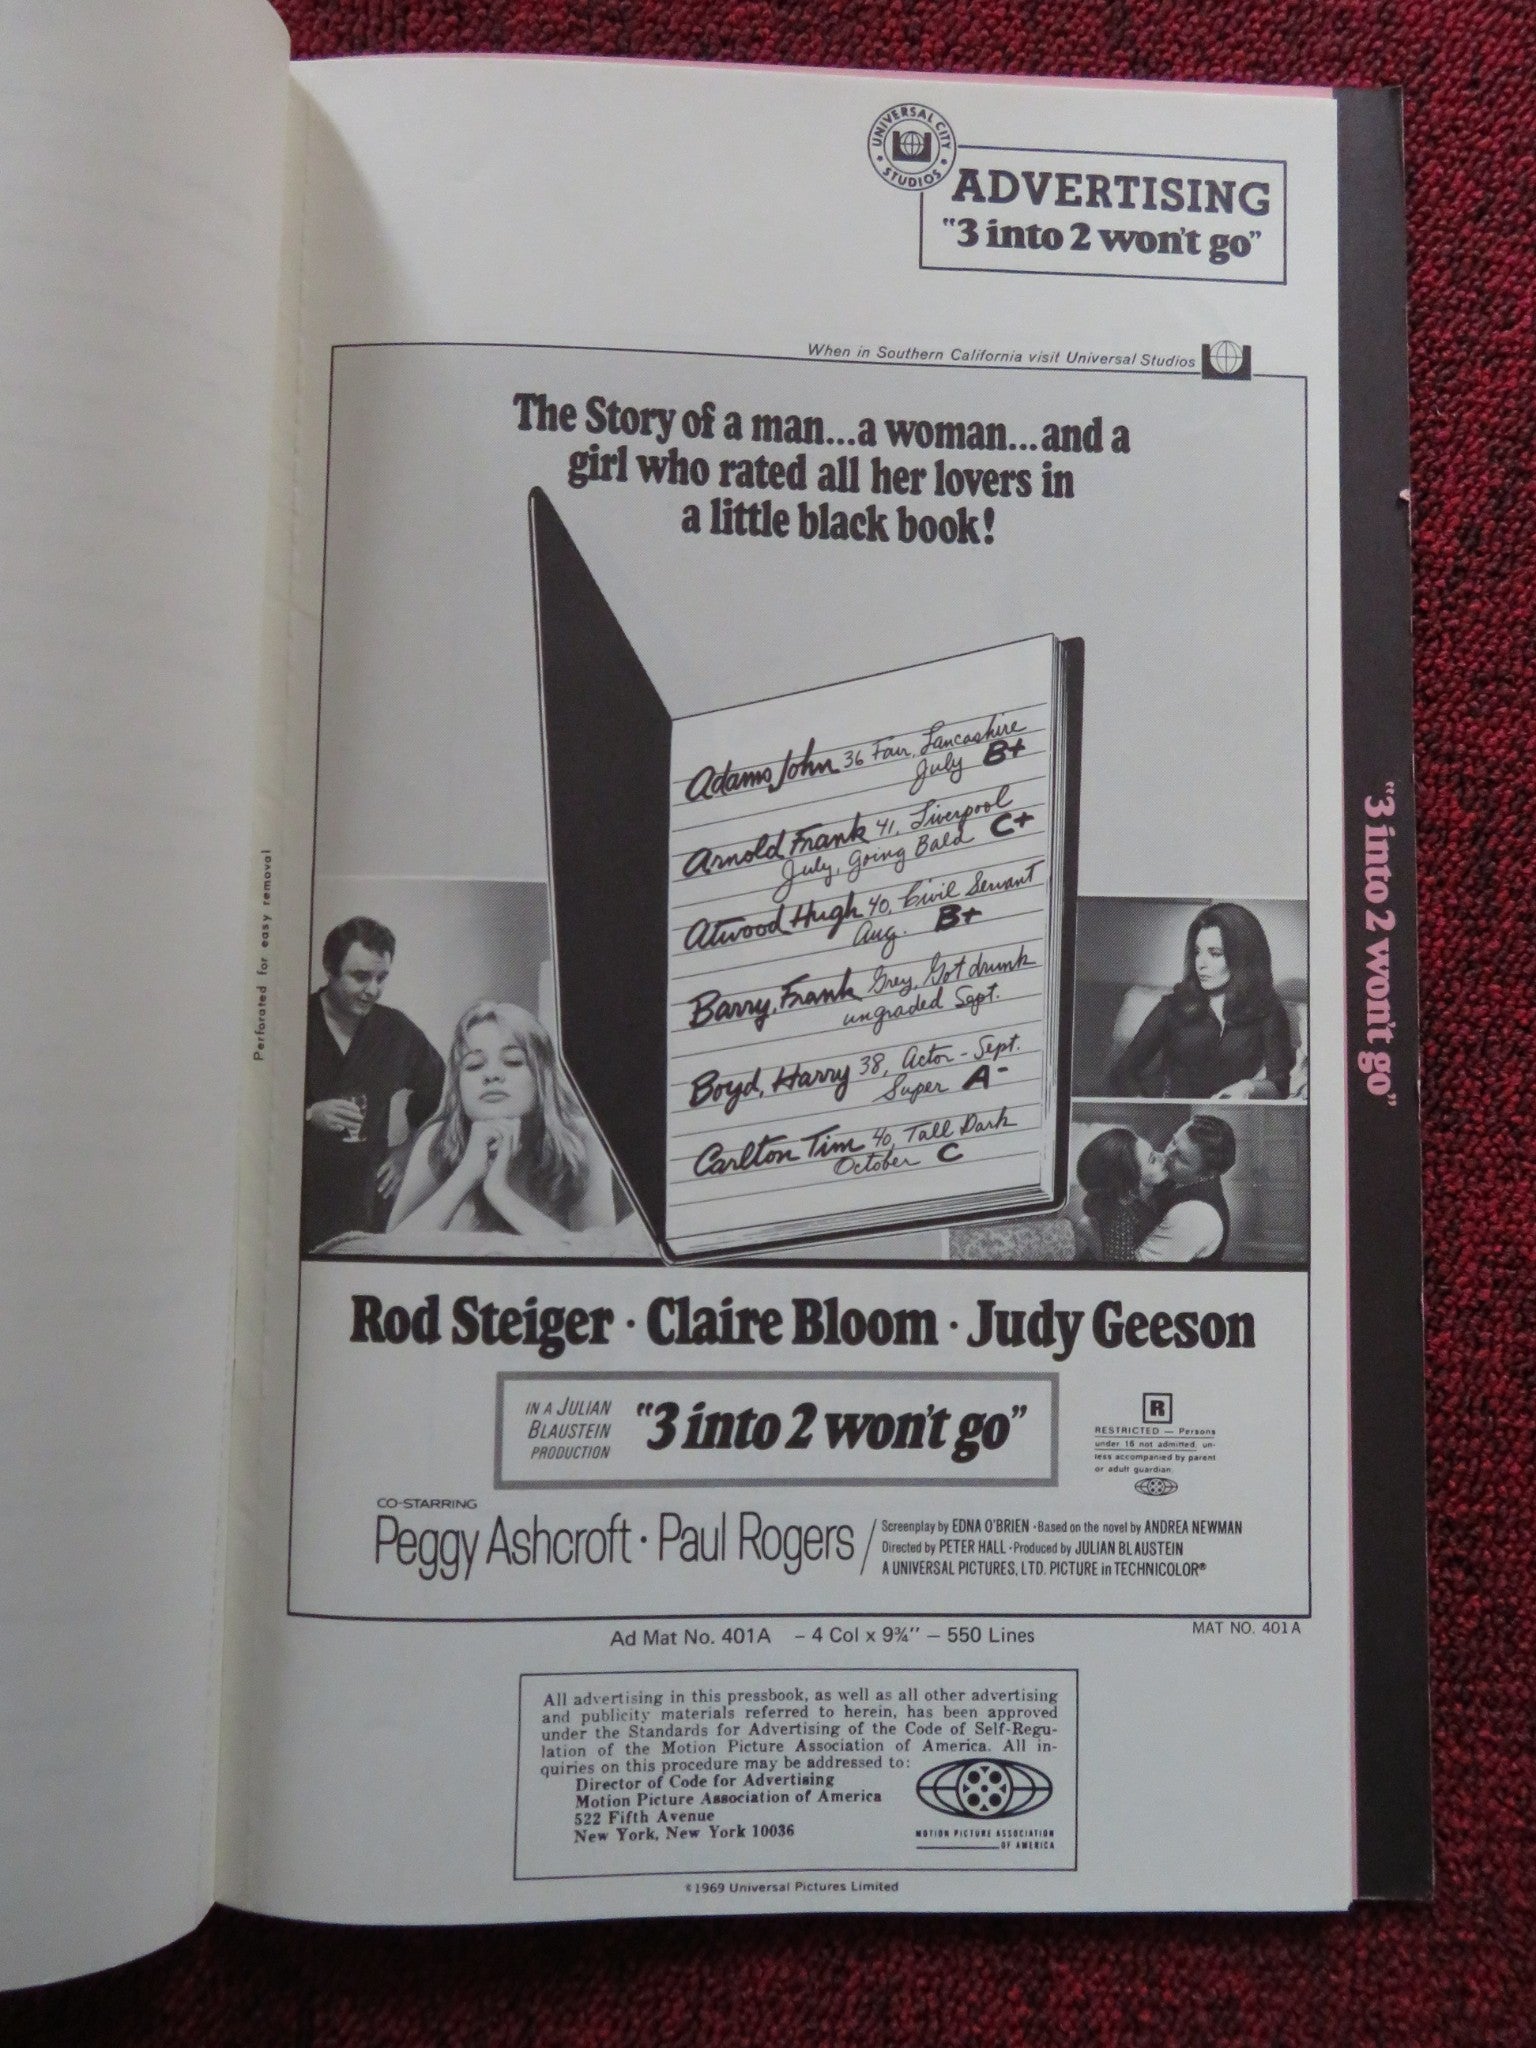 UNIVERSAL CITY STUDIOS
ADVERTISING
"3 into 2 won't go"
When in Southern California visit Universal Studios
The Story of a man...a woman...and a
girl who rated all her lovers in
a little black book!
Adams John 36 Fair, Lancashire
July B+
Arnold Frank 41, Liverpool
July, Going Bald C+
Atwood Hugh 40, Civil Servant
Aug. B+
Barry, Frank Grey, Got drunk
ungraded Sept.
Boyd, Harry 38, Actor - Sept.
Super A-
Carlton Tim 40, Tall Dark
October C
Perforated for easy removal
"3 into 2 won't go"
Rod Steiger · Claire Bloom · Judy Geeson
IN A JULIAN
BLAUSTEIN
PRODUCTION
"3 into 2 won't go"
R
RESTRICTED — Persons
under 16 not admitted, un-
less accompanied by parent
or adult guardian.
CO-STARRING
Peggy Ashcroft · Paul Rogers /
Screenplay by EDNA O'BRIEN · Based on the novel by ANDREA NEWMAN
Directed by PETER HALL · Produced by JULIAN BLAUSTEIN
A UNIVERSAL PICTURES, LTD. PICTURE in TECHNICOLOR®
MAT NO. 401A
Ad Mat No. 401A – 4 Col x 9¾" – 550 Lines
All advertising in this pressbook, as well as all other advertising
and publicity materials referred to herein, has been approved
under the Standards for Advertising of the Code of Self-Regu-
lation of the Motion Picture Association of America. All in-
quiries on this procedure may be addressed to:
Director of Code for Advertising
Motion Picture Association of America
522 Fifth Avenue
New York, New York 10036
MOTION PICTURE ASSOCIATION
OF AMERICA
© 1969 Universal Pictures Limited